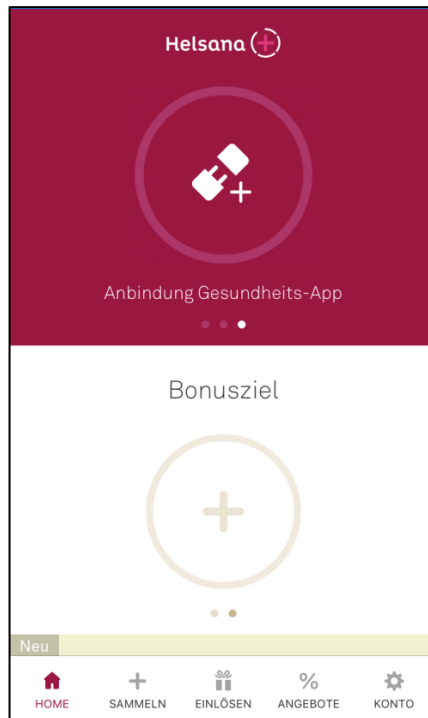 Helsana
Anbindung Gesundheits-App
Bonusziel
Neu
HOME SAMMELN EINLÖSEN ANGEBOTE KONTO